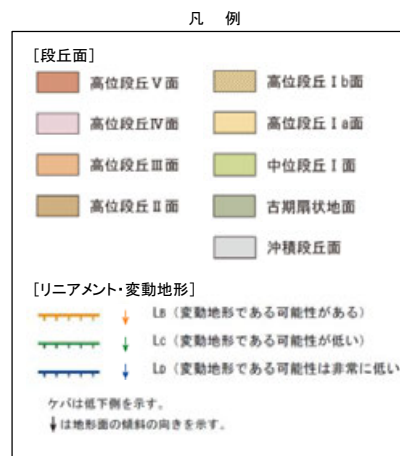 凡 例
[段丘面]
高位段丘Ⅴ面
高位段丘Ⅰb面
高位段丘Ⅳ面
高位段丘Ⅰa面
高位段丘Ⅲ面
中位段丘Ⅰ面
高位段丘Ⅱ面
古期扇状地面
沖積段丘面
[リニアメント・変動地形]
LB (変動地形である可能性がある)
LC (変動地形である可能性が低い)
LD (変動地形である可能性は非常に低い
ケバは低下側を示す。
↓は地形面の傾斜の向きを示す。